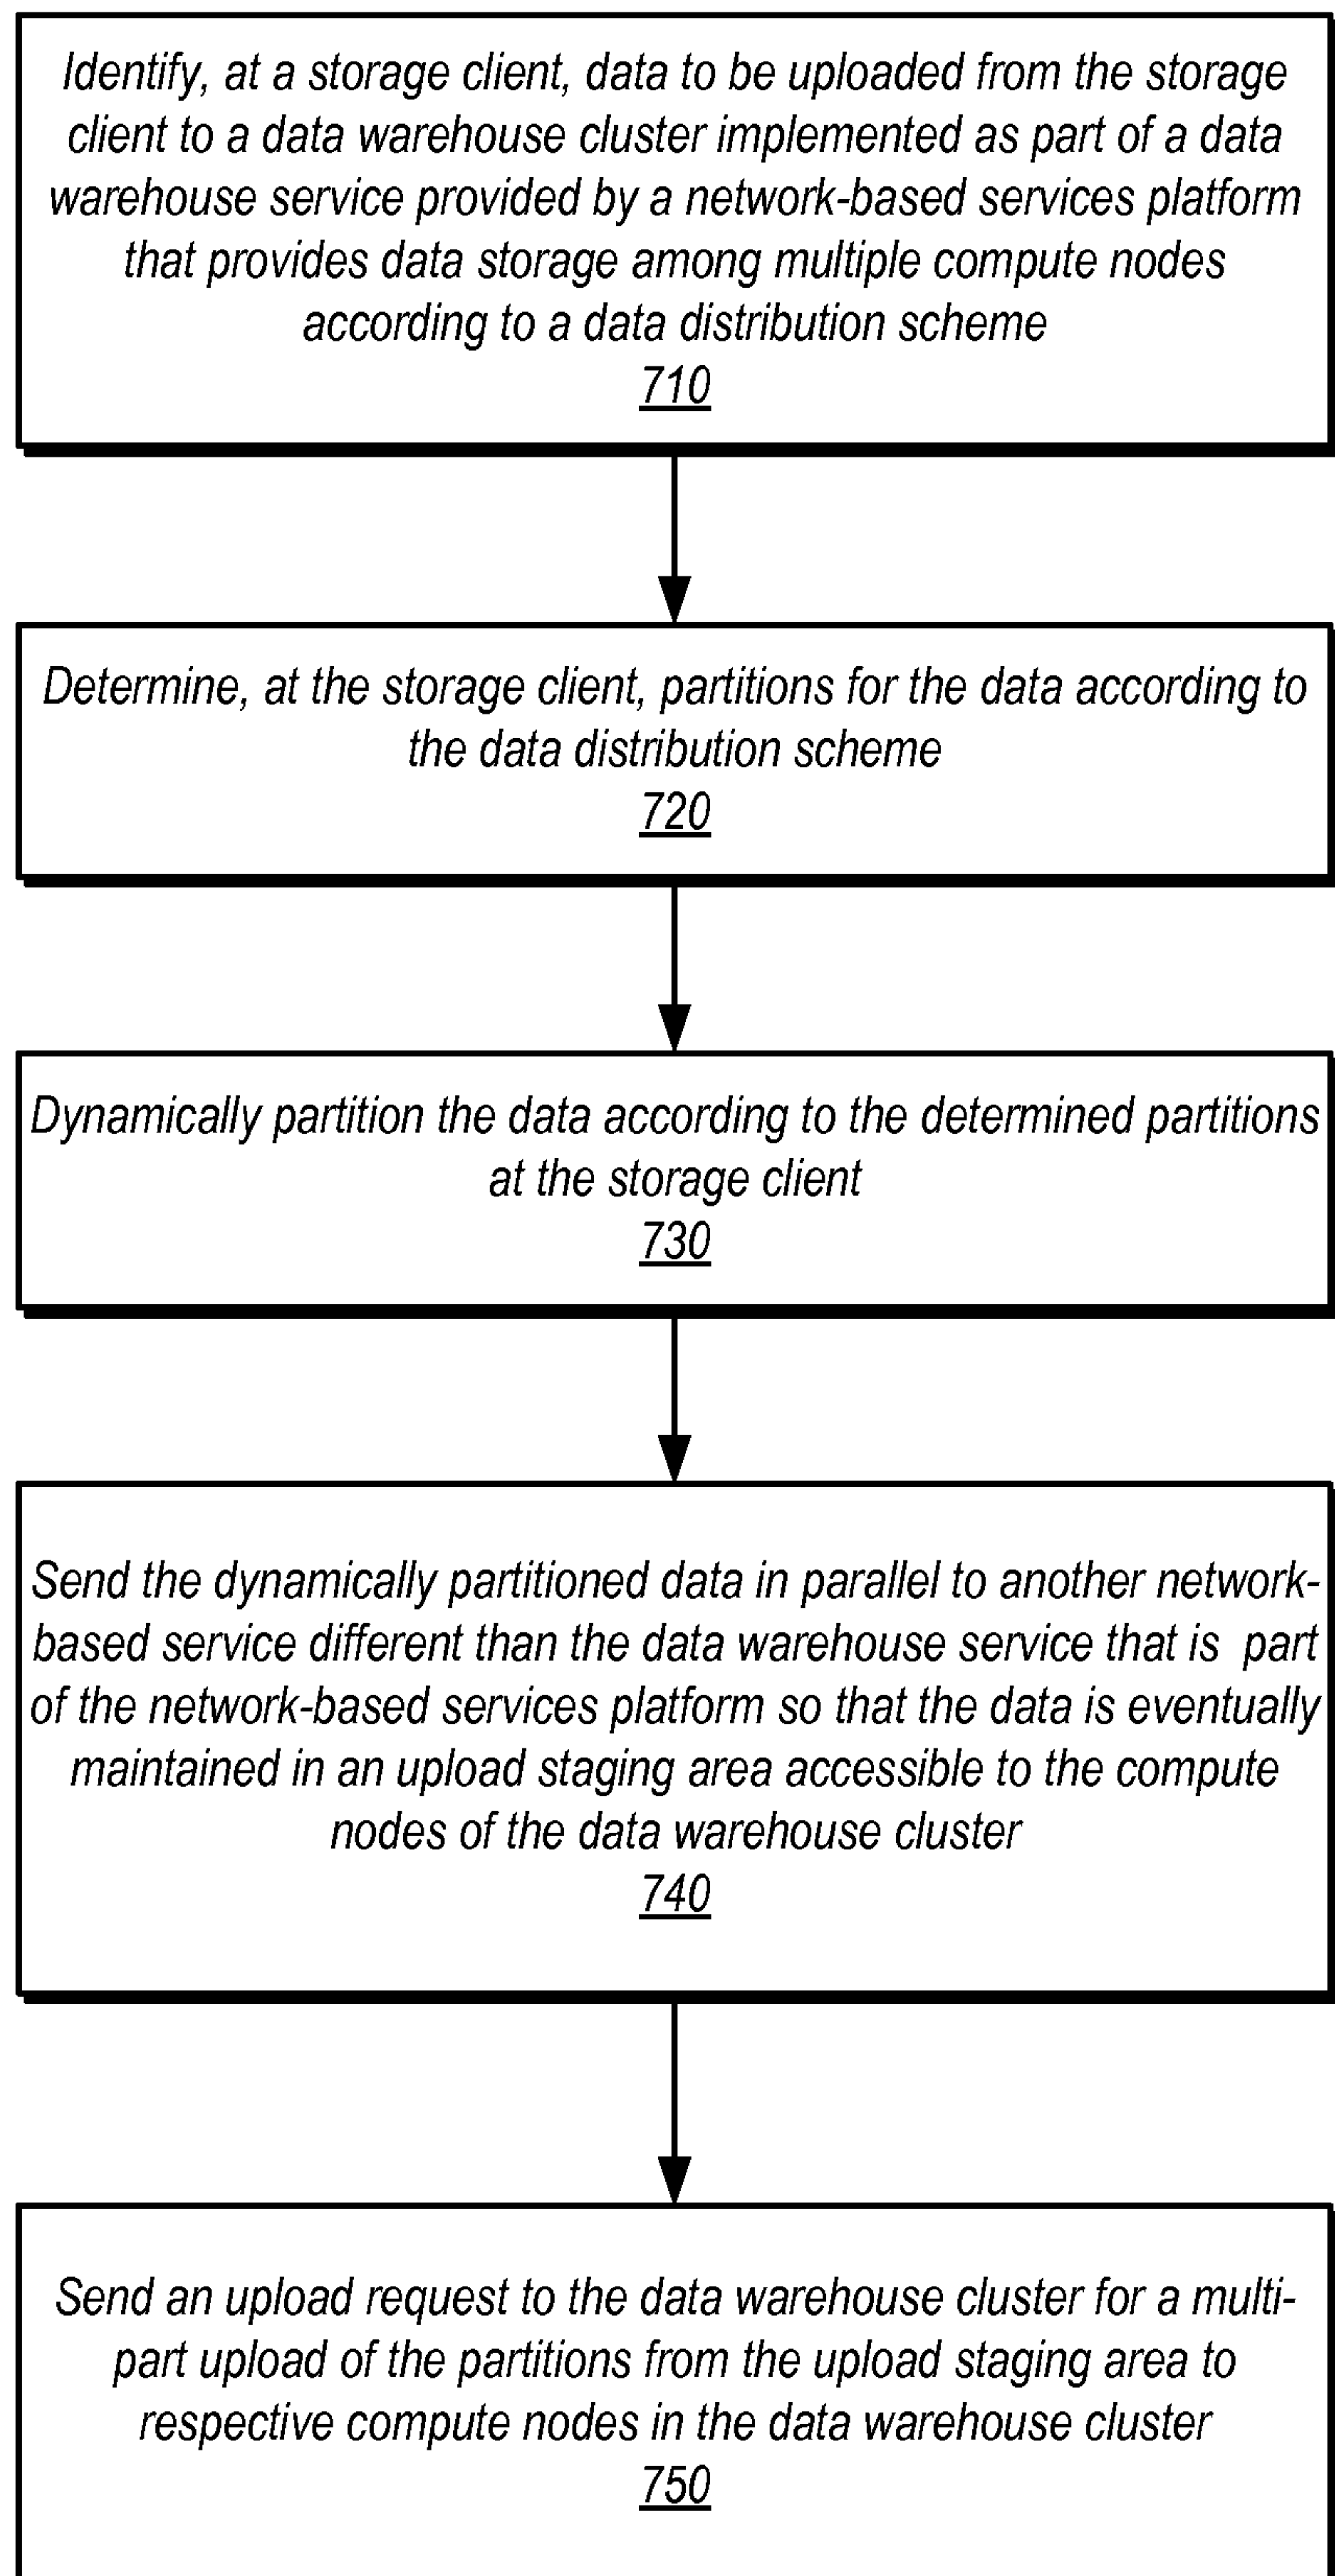 Identify, at a storage client, data to be uploaded from the storage
client to a data warehouse cluster implemented as part of a data
warehouse service provided by a network-based services platform
that provides data storage among multiple compute nodes
according to a data distribution scheme
710
Determine, at the storage client, partitions for the data according to
the data distribution scheme
720
Dynamically partition the data according to the determined partitions
at the storage client
730
Send the dynamically partitioned data in parallel to another network-
based service different than the data warehouse service that is part
of the network-based services platform so that the data is eventually
maintained in an upload staging area accessible to the compute
nodes of the data warehouse cluster
740
Send an upload request to the data warehouse cluster for a multi-
part upload of the partitions from the upload staging area to
respective compute nodes in the data warehouse cluster
750